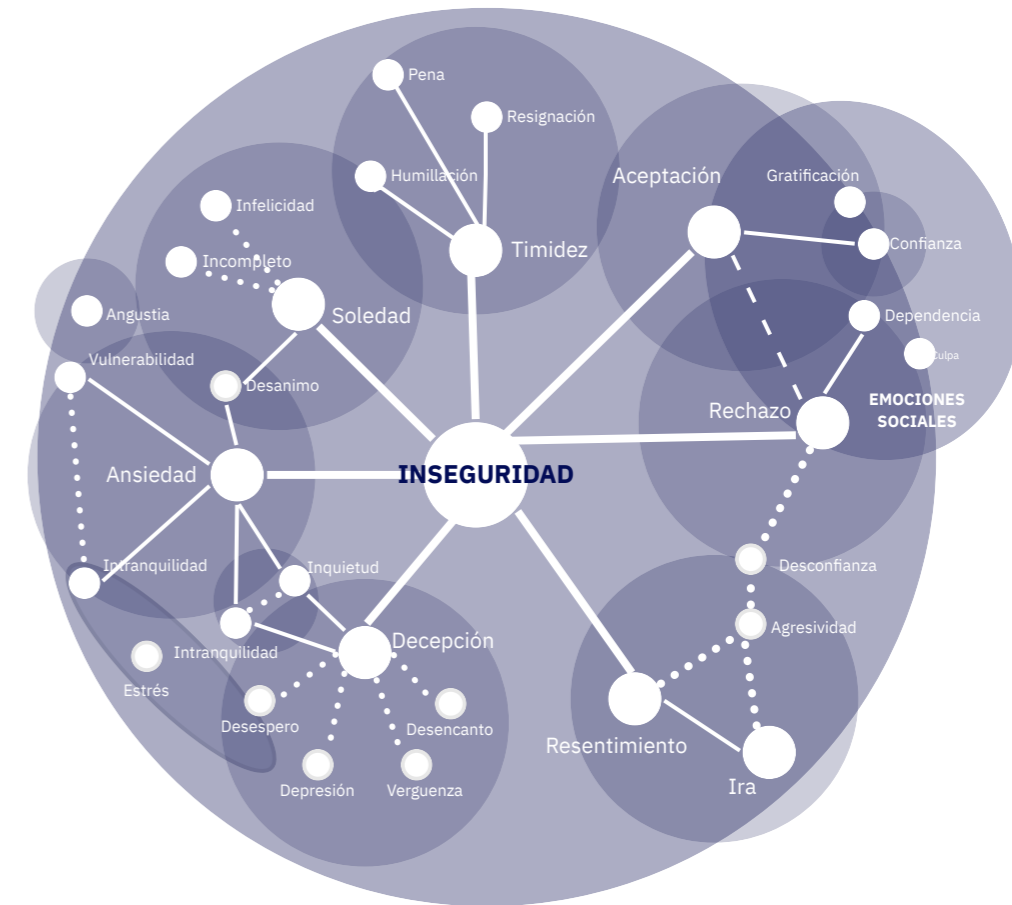 Pena
Resignación
Humillación
Aceptación
Gratificación
Infelicidad
Timidez
Confianza
Incompleto
Angustia
Soledad
Dependencia
Vulnerabilidad
Culpa
Desanimo
EMOCIONES
SOCIALES
Rechazo
Ansiedad
INSEGURIDAD
Intranquilidad
Inquietud
Desconfianza
Agresividad
Decepción
Intranquilidad
Estrés
Desespero
Desencanto
Resentimiento
Depresión
Verguenza
Ira